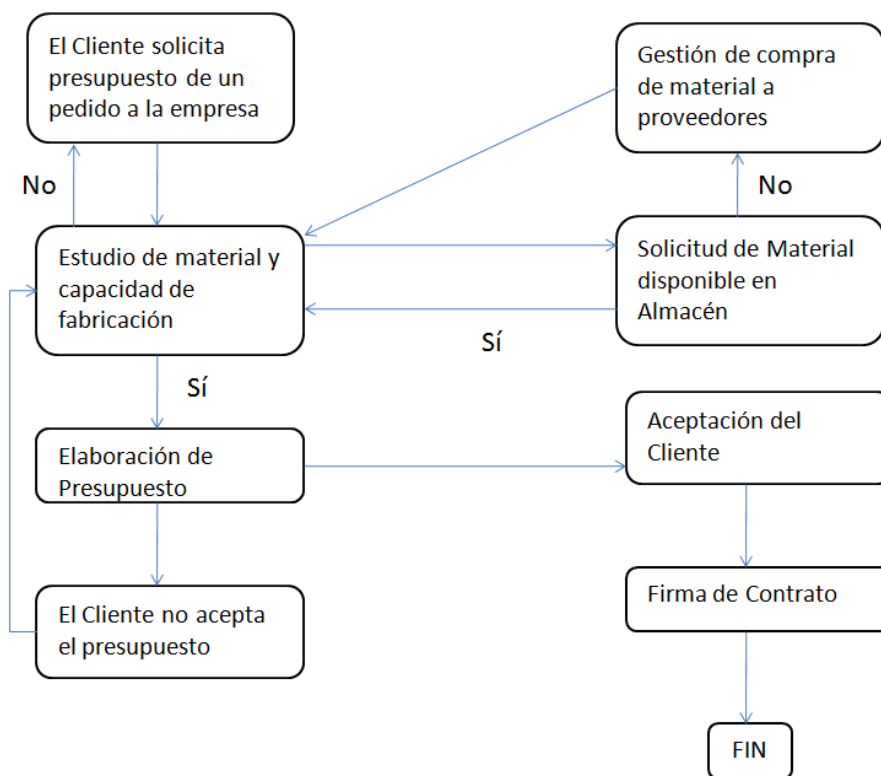 El Cliente solicita
presupuesto de un
pedido a la empresa
Gestión de compra
de material a
proveedores
No
No
Estudio de material y
capacidad de
fabricación
Solicitud de Material
disponible en
Almacén
Sí
Sí
Elaboración de
Presupuesto
Aceptación del
Cliente
El Cliente no acepta
el presupuesto
Firma de Contrato
FIN